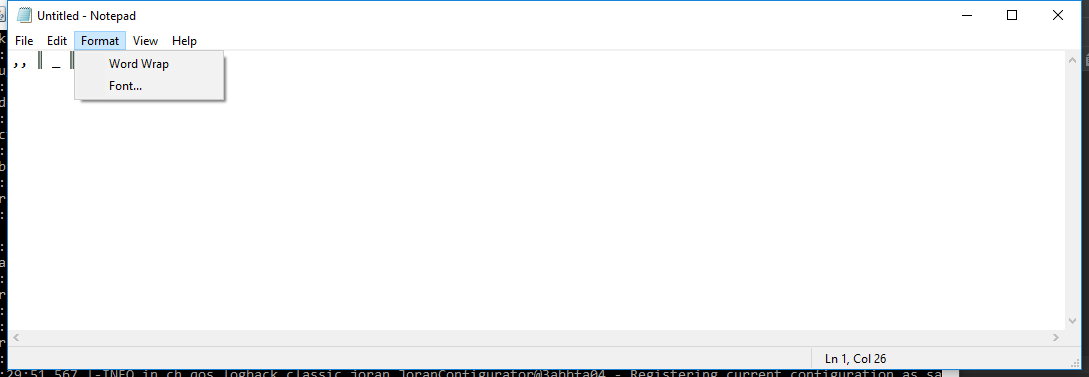 Untitled - Notepad
File Edit Format View Help
,, ‖ _ ‖
Word Wrap
Font...
Ln 1, Col 26
:29:51,567 |-INFO in ch.qos.logback.classic.joran.JoranConfigurator@3abbfa04 - Registering current configuration as sa